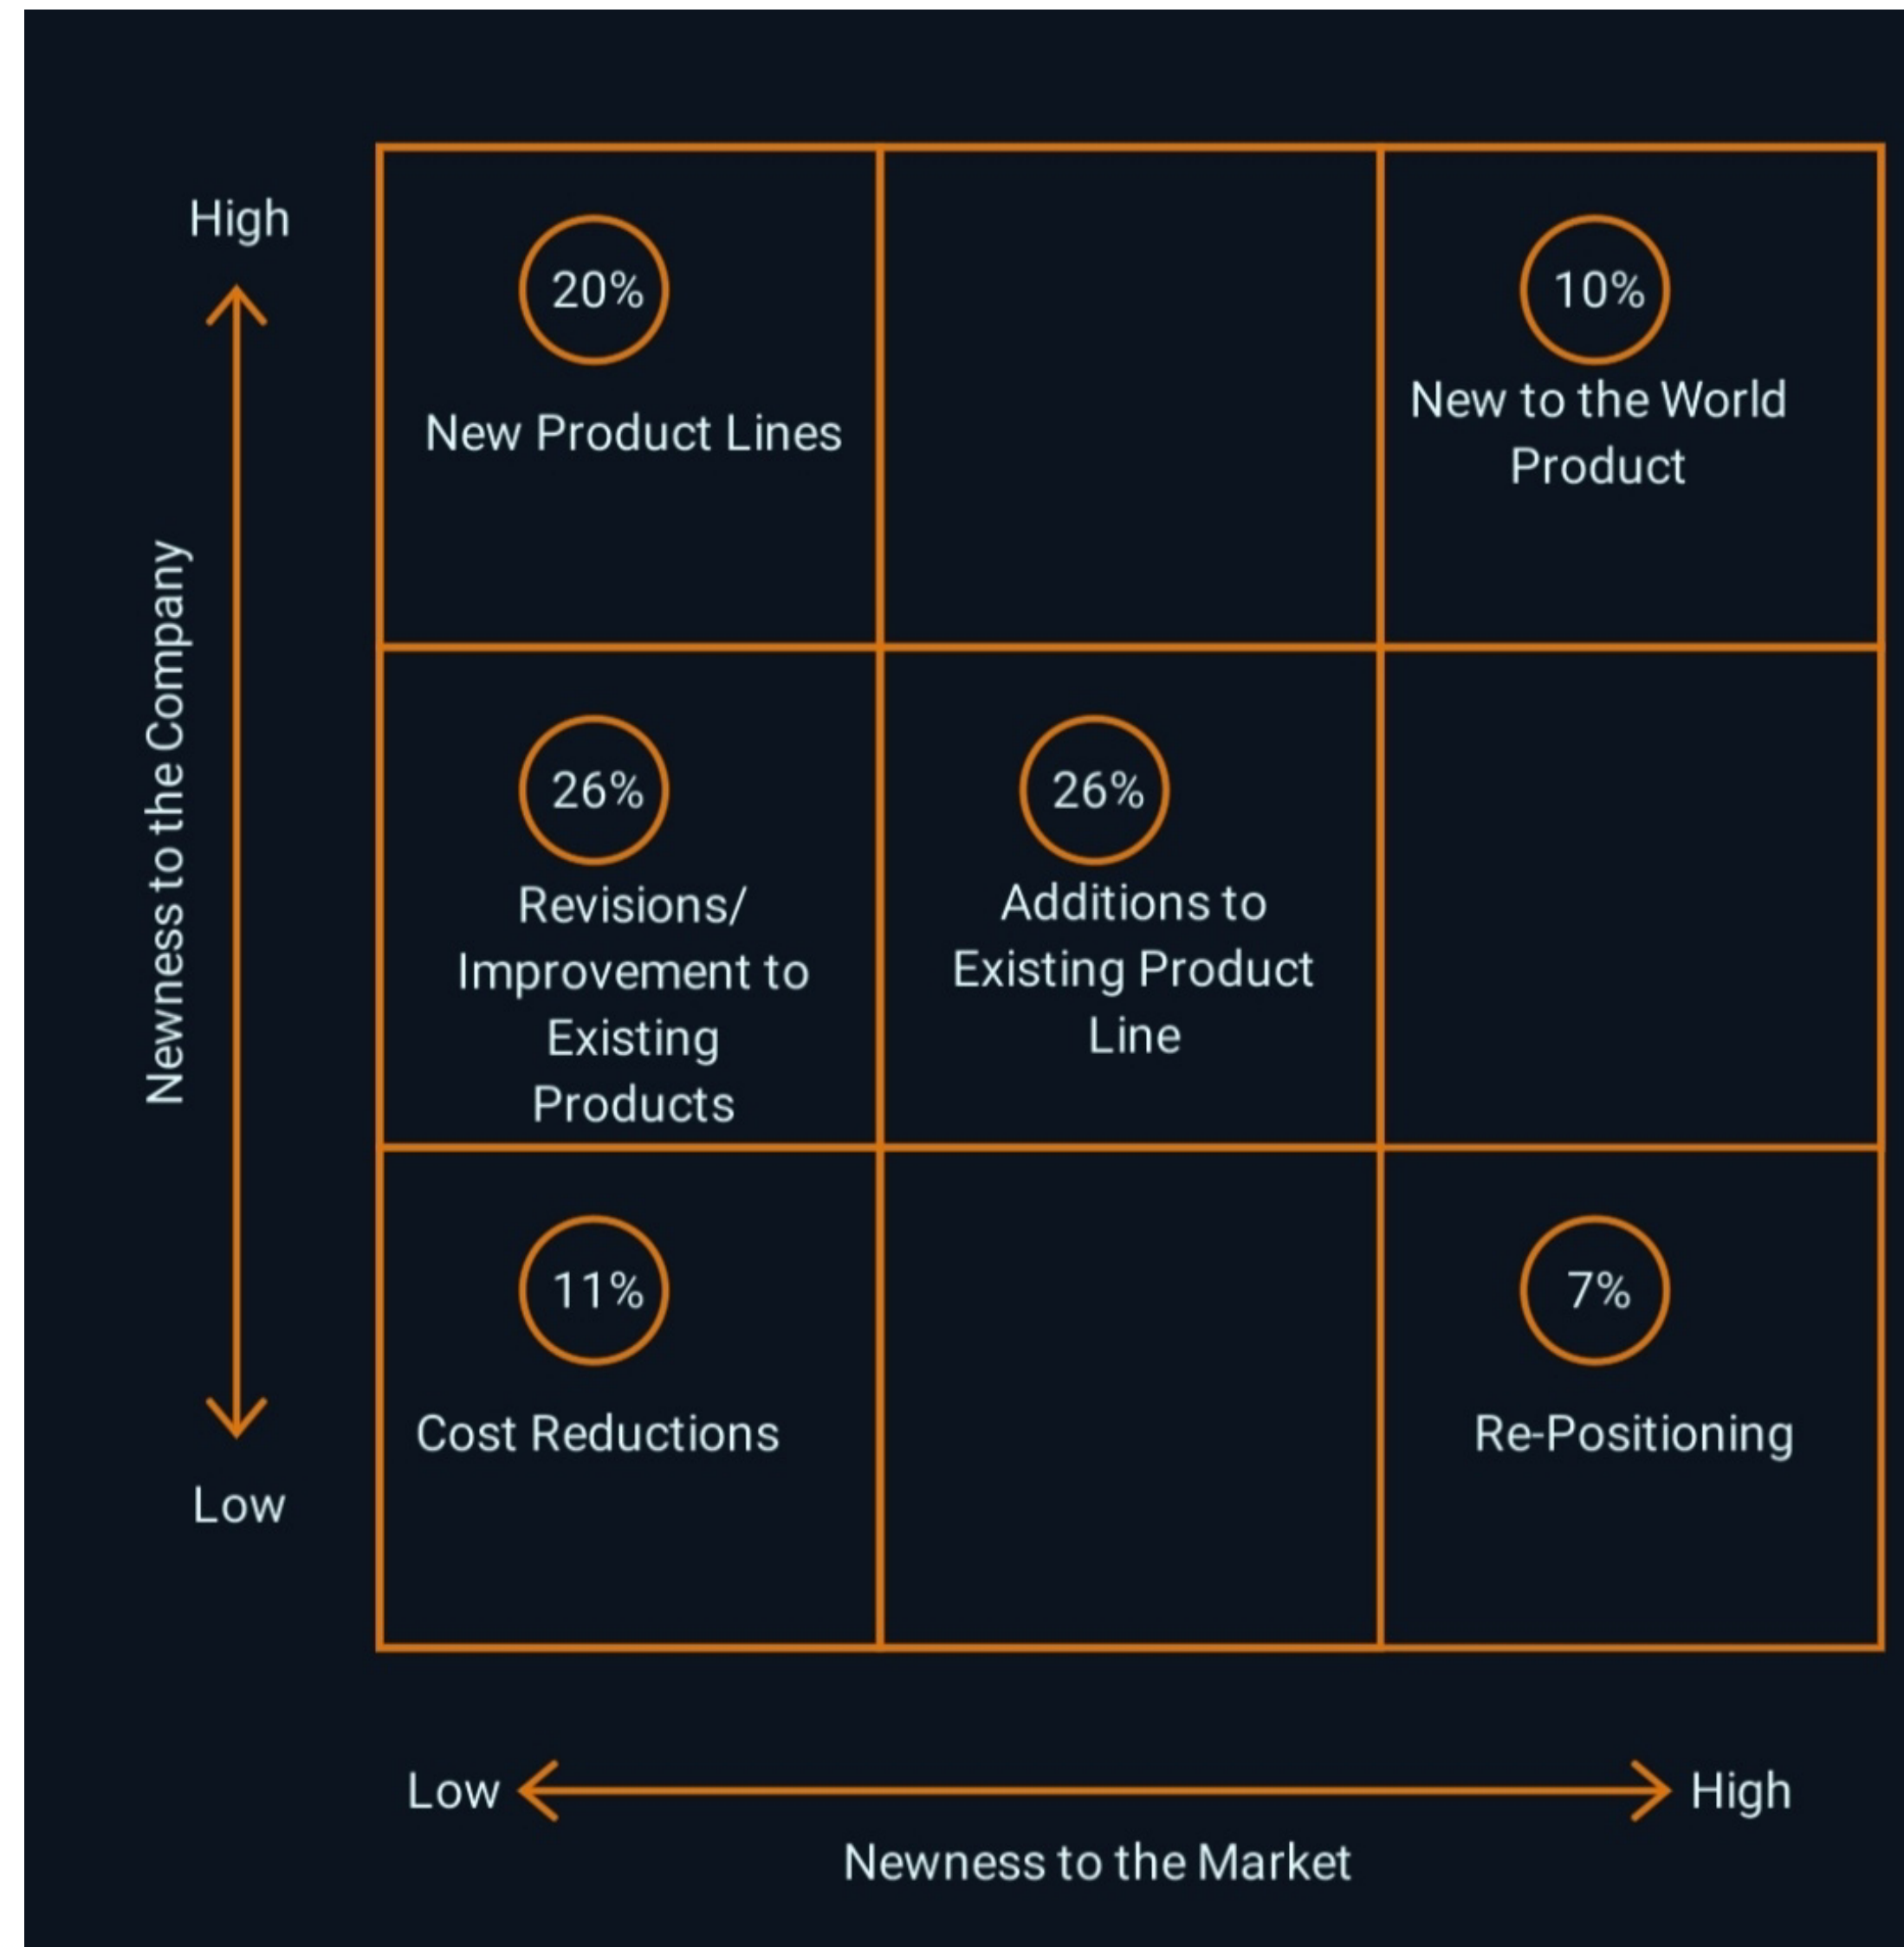 High
20%
New Product Lines
10%
New to the World
Product
Newness to the Company
26%
Revisions/
Improvement to
Existing
Products
26%
Additions to
Existing Product
Line
11%
Cost Reductions
7%
Re-Positioning
Low
Low
High
Newness to the Market